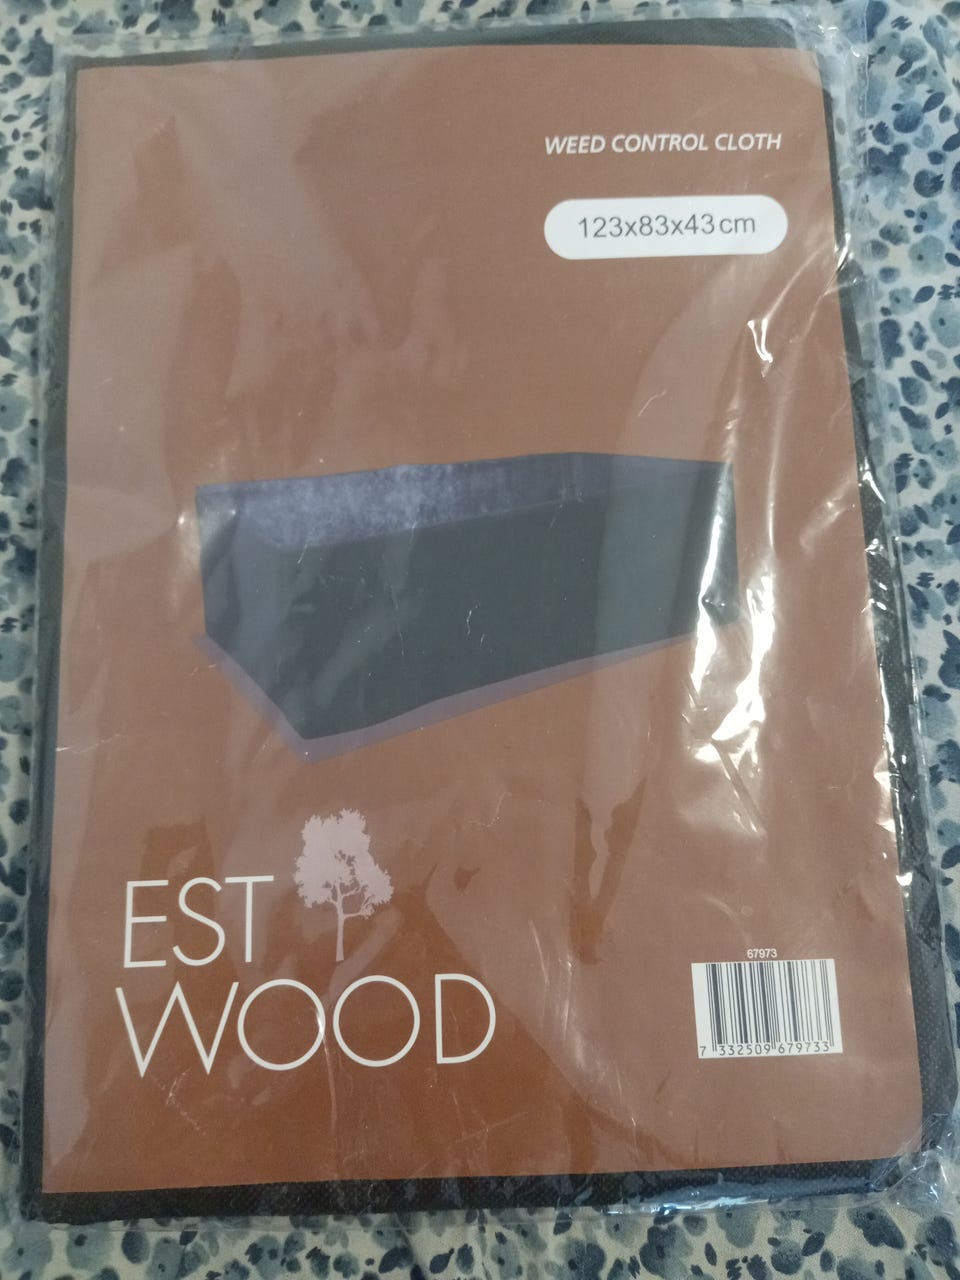 WEED CONTROL CLOTH
123x83x43cm
EST
WOOD
67973
7 332509 679733